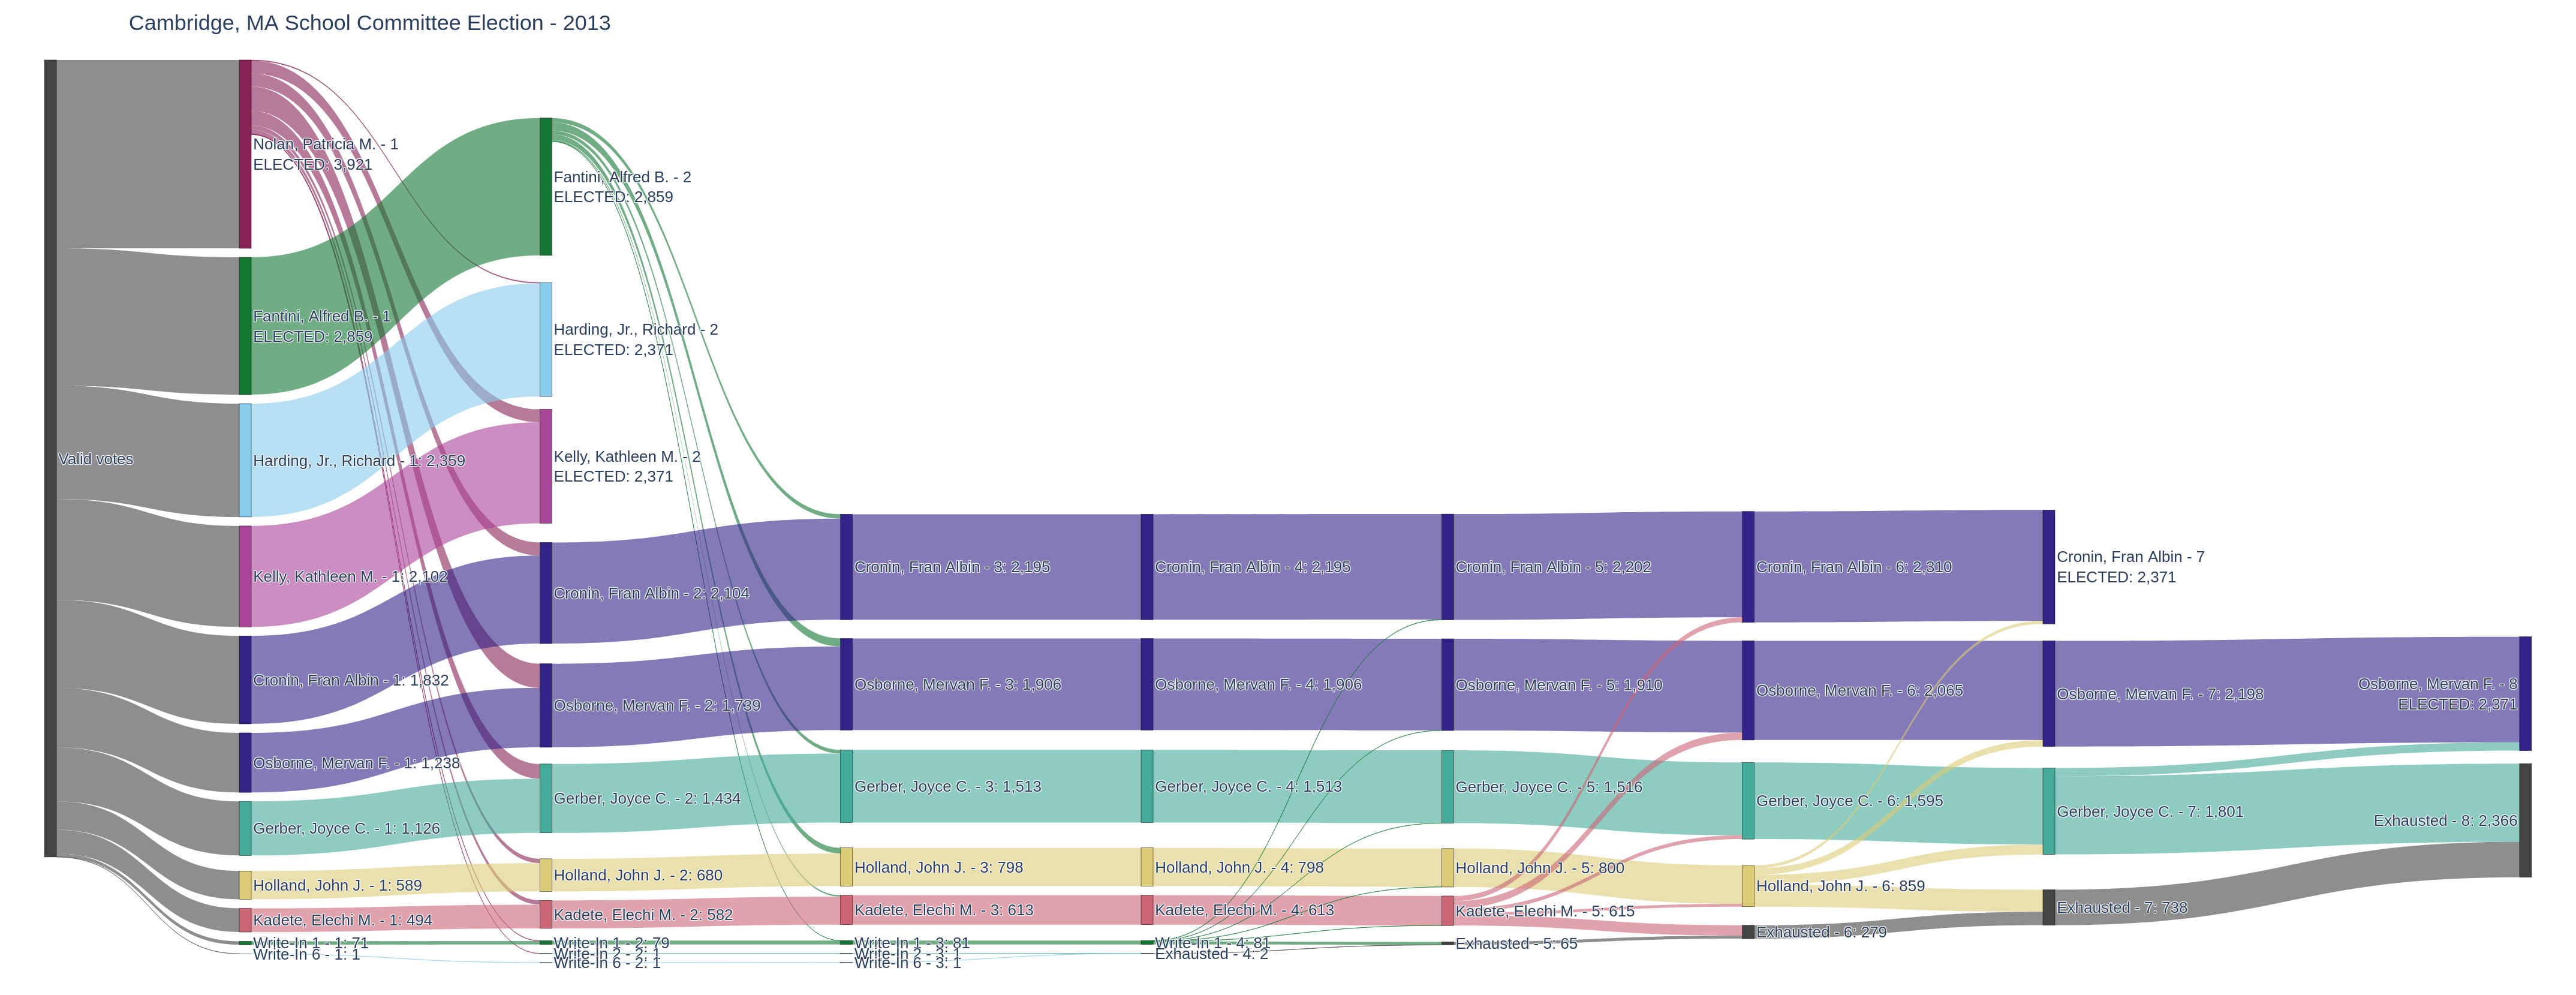 Cambridge, MA School Committee Election - 2013
Valid votes
Nolan, Patricia M. - 1
ELECTED: 3,921
Fantini, Alfred B. - 1
ELECTED: 2,859
Harding, Jr., Richard - 1: 2,359
Kelly, Kathleen M. - 1: 2,102
Cronin, Fran Albin - 1: 1,832
Osborne, Mervan F. - 1: 1,238
Gerber, Joyce C. - 1: 1,126
Holland, John J. - 1: 589
Kadete, Elechi M. - 1: 494
Write-In 1 - 1: 71
Write-In 6 - 1: 1
Fantini, Alfred B. - 2
ELECTED: 2,859
Harding, Jr., Richard - 2
ELECTED: 2,371
Kelly, Kathleen M. - 2
ELECTED: 2,371
Cronin, Fran Albin - 2: 2,104
Osborne, Mervan F. - 2: 1,739
Gerber, Joyce C. - 2: 1,434
Holland, John J. - 2: 680
Kadete, Elechi M. - 2: 582
Write-In 1 - 2: 79
Write-In 2 - 2: 1
Write-In 6 - 2: 1
Cronin, Fran Albin - 3: 2,195
Osborne, Mervan F. - 3: 1,906
Gerber, Joyce C. - 3: 1,513
Holland, John J. - 3: 798
Kadete, Elechi M. - 3: 613
Write-In 1 - 3: 81
Write-In 2 - 3: 1
Write-In 6 - 3: 1
Cronin, Fran Albin - 4: 2,195
Osborne, Mervan F. - 4: 1,906
Gerber, Joyce C. - 4: 1,513
Holland, John J. - 4: 798
Kadete, Elechi M. - 4: 613
Write-In 1 - 4: 81
Exhausted - 4: 2
Cronin, Fran Albin - 5: 2,202
Osborne, Mervan F. - 5: 1,910
Gerber, Joyce C. - 5: 1,516
Holland, John J. - 5: 800
Kadete, Elechi M. - 5: 615
Exhausted - 5: 65
Cronin, Fran Albin - 6: 2,310
Osborne, Mervan F. - 6: 2,065
Gerber, Joyce C. - 6: 1,595
Holland, John J. - 6: 859
Exhausted - 6: 279
Cronin, Fran Albin - 7
ELECTED: 2,371
Osborne, Mervan F. - 7: 2,198
Gerber, Joyce C. - 7: 1,801
Exhausted - 7: 738
Osborne, Mervan F. - 8
ELECTED: 2,371
Exhausted - 8: 2,366